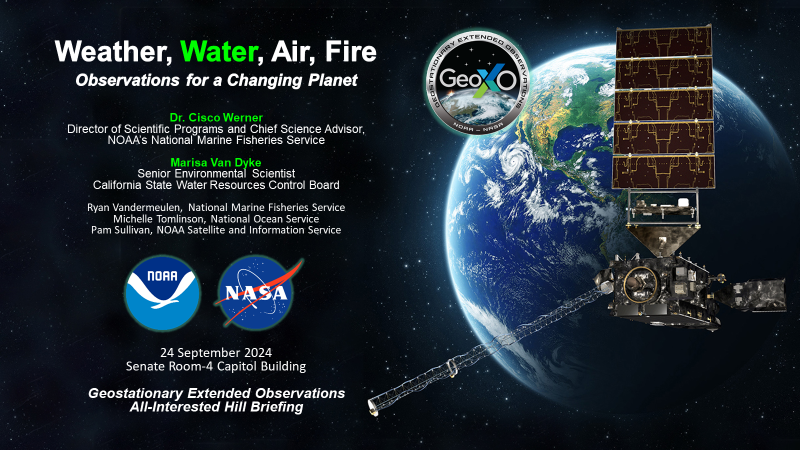 Weather, Water, Air, Fire
Observations for a Changing Planet
Dr. Cisco Werner
Director of Scientific Programs and Chief Science Advisor,
NOAA's National Marine Fisheries Service
Marisa Van Dyke
Senior Environmental Scientist
California State Water Resources Control Board
Ryan Vandermeulen, National Marine Fisheries Service
Michelle Tomlinson, National Ocean Service
Pam Sullivan, NOAA Satellite and Information Service
NOAA
NASA
24 September 2024
Senate Room-4 Capitol Building
Geostationary Extended Observations
All-Interested Hill Briefing
GEOSTATIONARY EXTENDED OBSERVATIONS
GeoXO
NOAA - NASA